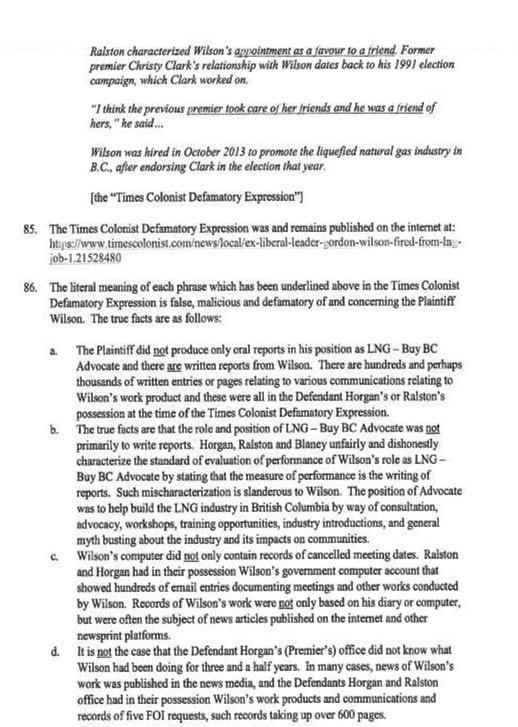 Ralston characterized Wilson's appointment as a favour to a friend. Former
premier Christy Clark's relationship with Wilson dates back to his 1991 election
campaign, which Clark worked on.
"I think the previous premier took care of her friends and he was a friend of
hers," he said...
Wilson was hired in October 2013 to promote the liquefied natural gas industry in
B.C., after endorsing Clark in the election that year.
[the "Times Colonist Defamatory Expression"]
85. The Times Colonist Defamatory Expression was and remains published on the internet at:
https://www.timescolonist.com/news/local/ex-liberal-leader-gordon-wilson-fired-from-lng-
job-1.21528480
86. The literal meaning of each phrase which has been underlined above in the Times Colonist
Defamatory Expression is false, malicious and defamatory of and concerning the Plaintiff
Wilson. The true facts are as follows:
a. The Plaintiff did not produce only oral reports in his position as LNG – Buy BC
Advocate and there are written reports from Wilson. There are hundreds and perhaps
thousands of written entries or pages relating to various communications relating to
Wilson's work product and these were all in the Defendant Horgan's or Ralston's
possession at the time of the Times Colonist Defamatory Expression.
b. The true facts are that the role and position of LNG – Buy BC Advocate was not
primarily to write reports. Horgan, Ralston and Blaney unfairly and dishonestly
characterize the standard of evaluation of performance of Wilson's role as LNG –
Buy BC Advocate by stating that the measure of performance is the writing of
reports. Such mischaracterization is slanderous to Wilson. The position of Advocate
was to help build the LNG industry in British Columbia by way of consultation,
advocacy, workshops, training opportunities, industry introductions, and general
myth busting about the industry and its impacts on communities.
c. Wilson's computer did not only contain records of cancelled meeting dates. Ralston
and Horgan had in their possession Wilson's government computer account that
showed hundreds of email entries documenting meetings and other works conducted
by Wilson. Records of Wilson's work were not only based on his diary or computer,
but were often the subject of news articles published on the internet and other
newsprint platforms.
d. It is not the case that the Defendant Horgan's (Premier's) office did not know what
Wilson had been doing for three and a half years. In many cases, news of Wilson's
work was published in the news media, and the Defendants Horgan and Ralston
office had in their possession Wilson's work products and communications and
records of five FOI requests, such records taking up over 600 pages.